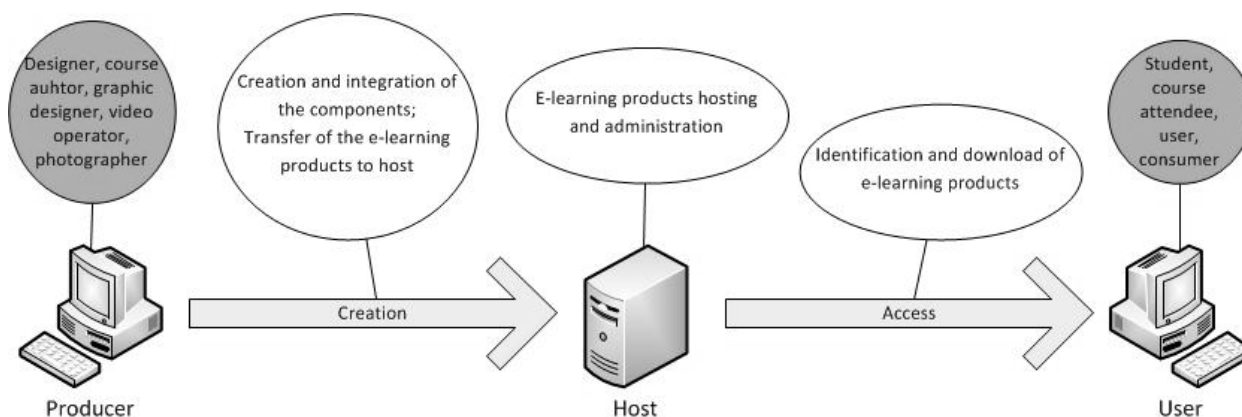 Designer, course
auhtor, graphic
designer, video
operator,
photographer
Creation and integration of
the components;
Transfer of the e-learning
products to host
E-learning products hosting
and administration
Identification and download of
e-learning products
Student,
course
attendee,
user,
consumer
Creation
Access
Producer
Host
User